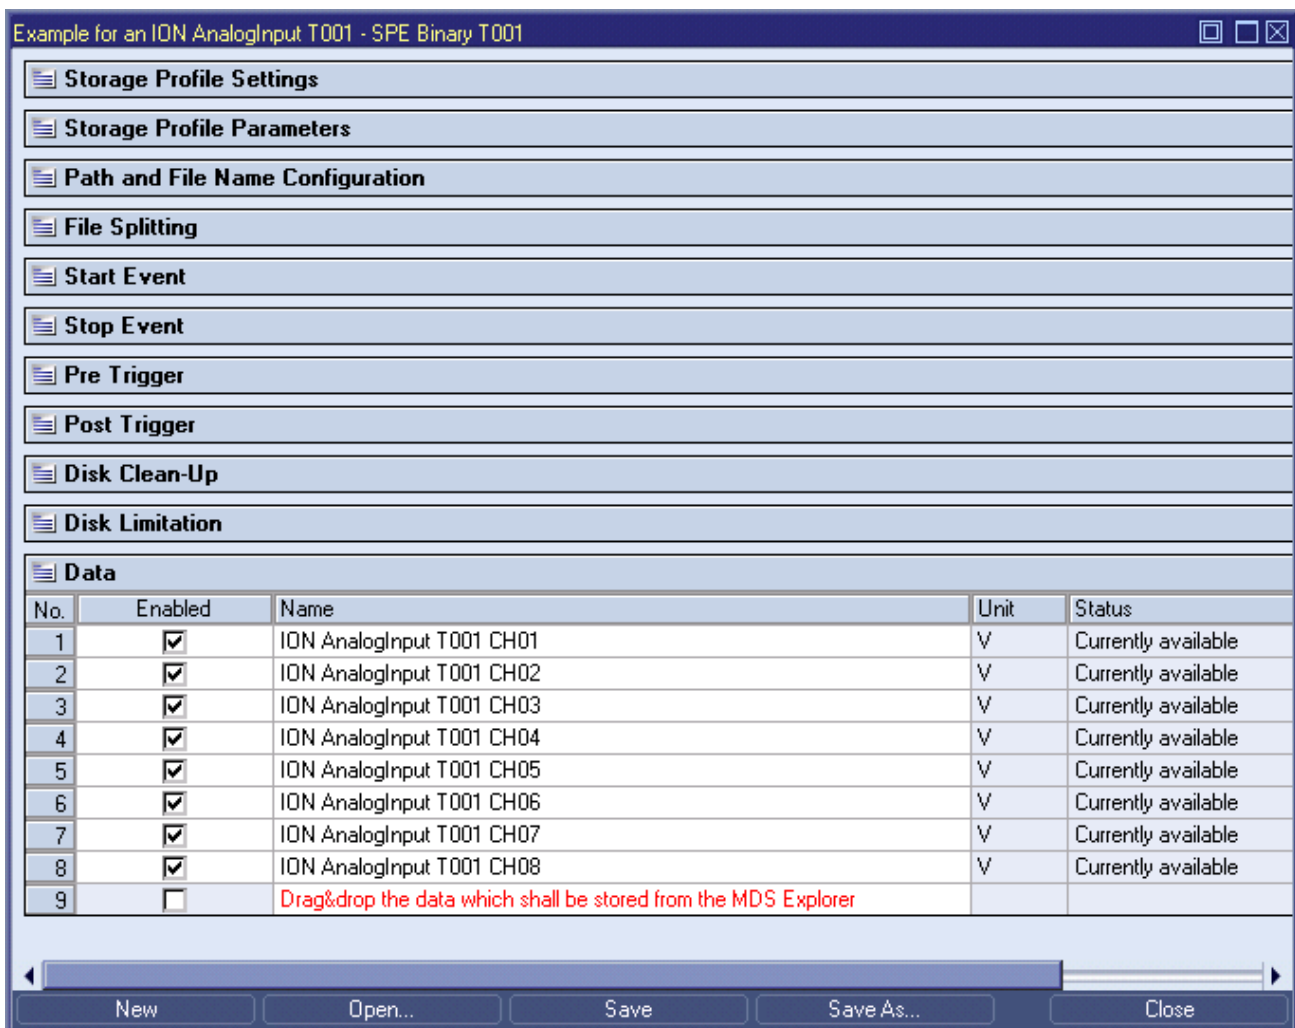 Example for an ION AnalogInput T001 - SPE Binary T001
Storage Profile Settings
Storage Profile Parameters
Path and File Name Configuration
File Splitting
Start Event
Stop Event
Pre Trigger
Post Trigger
Disk Clean-Up
Disk Limitation
Data
No. Enabled Name Unit Status
1 ION AnalogInput T001 CH01 V Currently available
2 ION AnalogInput T001 CH02 V Currently available
3 ION AnalogInput T001 CH03 V Currently available
4 ION AnalogInput T001 CH04 V Currently available
5 ION AnalogInput T001 CH05 V Currently available
6 ION AnalogInput T001 CH06 V Currently available
7 ION AnalogInput T001 CH07 V Currently available
8 ION AnalogInput T001 CH08 V Currently available
9 Drag&drop the data which shall be stored from the MDS Explorer
New Open... Save Save As... Close